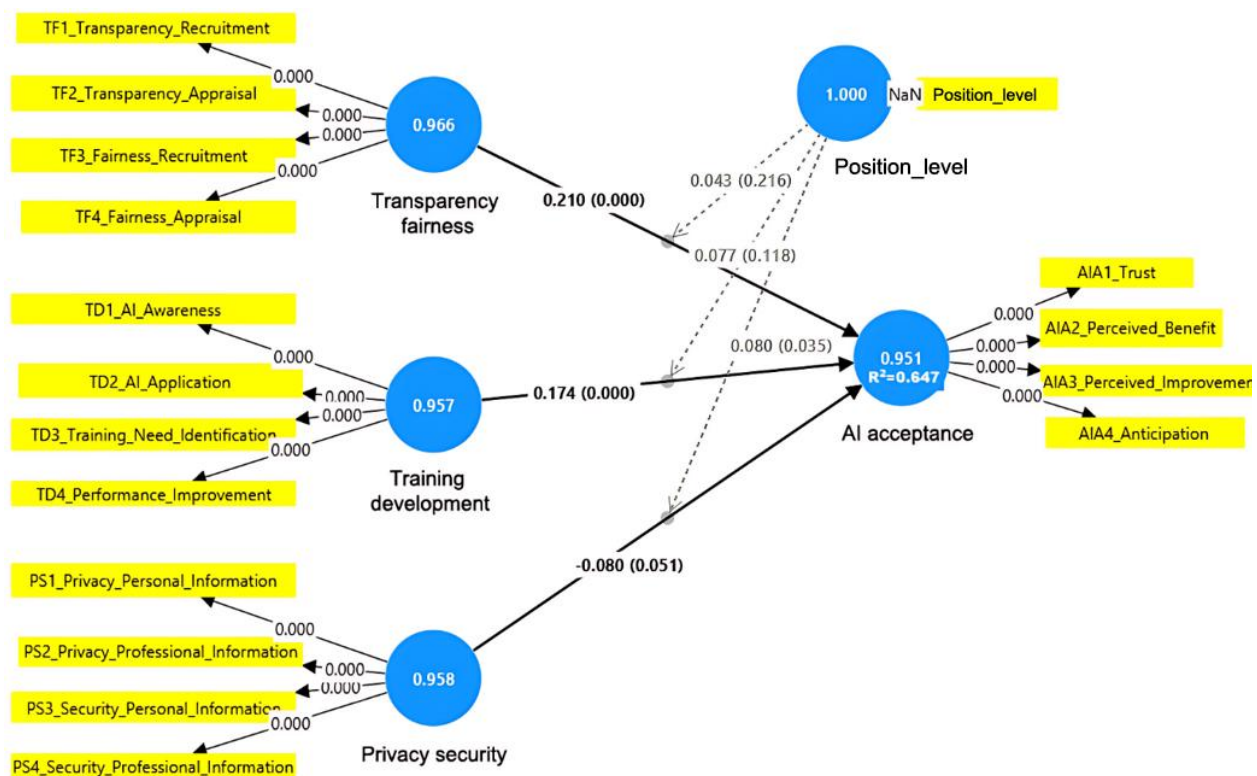 TF1_Transparency_Recruitment
0.000
TF2_Transparency_Appraisal
0.000
0.000
TF3_Fairness_Recruitment
0.000
TF4_Fairness_Appraisal
0.966
Transparency
fairness
1.000
NaN
Position_level
Position_level
0.043 (0.216)
0.210 (0.000)
0.077 (0.118)
0.080 (0.035)
TD1_AI_Awareness
0.000
TD2_AI_Application
0.000
0.000
TD3_Training_Need_Identification
0.000
TD4_Performance_Improvement
0.957
Training
development
0.174 (0.000)
AIA1_Trust
0.000
AIA2_Perceived_Benefit
0.000
0.000
AIA3_Perceived_Improvement
0.000
AIA4_Anticipation
0.951
R²=0.647
AI acceptance
-0.080 (0.051)
PS1_Privacy_Personal_Information
0.000
PS2_Privacy_Professional_Information
0.000
0.000
PS3_Security_Personal_Information
0.000
PS4_Security_Professional_Information
0.958
Privacy security